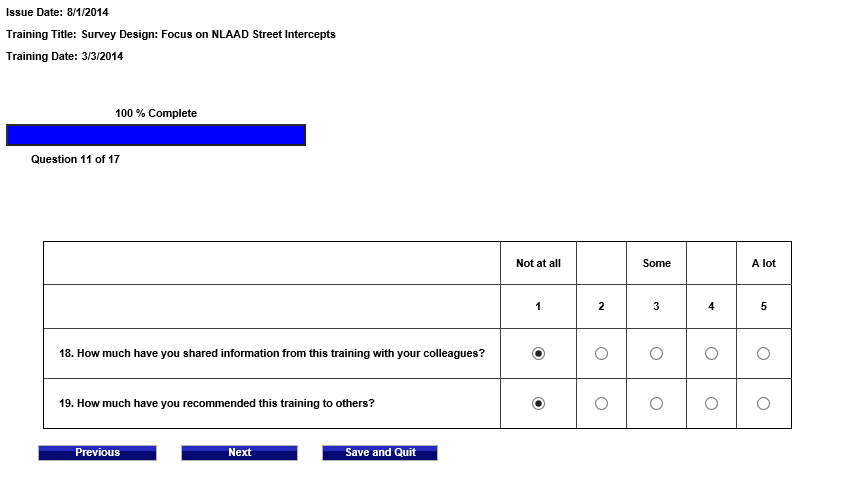 Issue Date: 8/1/2014
Training Title: Survey Design: Focus on NLAAD Street Intercepts
Training Date: 3/3/2014
100 % Complete
Question 11 of 17
Not at all Some A lot
1 2 3 4 5
18. How much have you shared information from this training with your colleagues?
19. How much have you recommended this training to others?
Previous Next Save and Quit